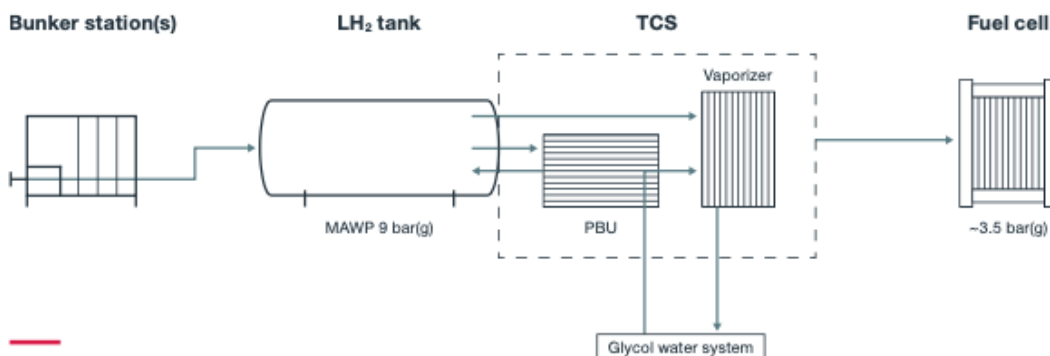 Bunker station(s)
LH₂ tank
TCS
Fuel cell
Vaporizer
MAWP 9 bar(g)
PBU
~3.5 bar(g)
Glycol water system